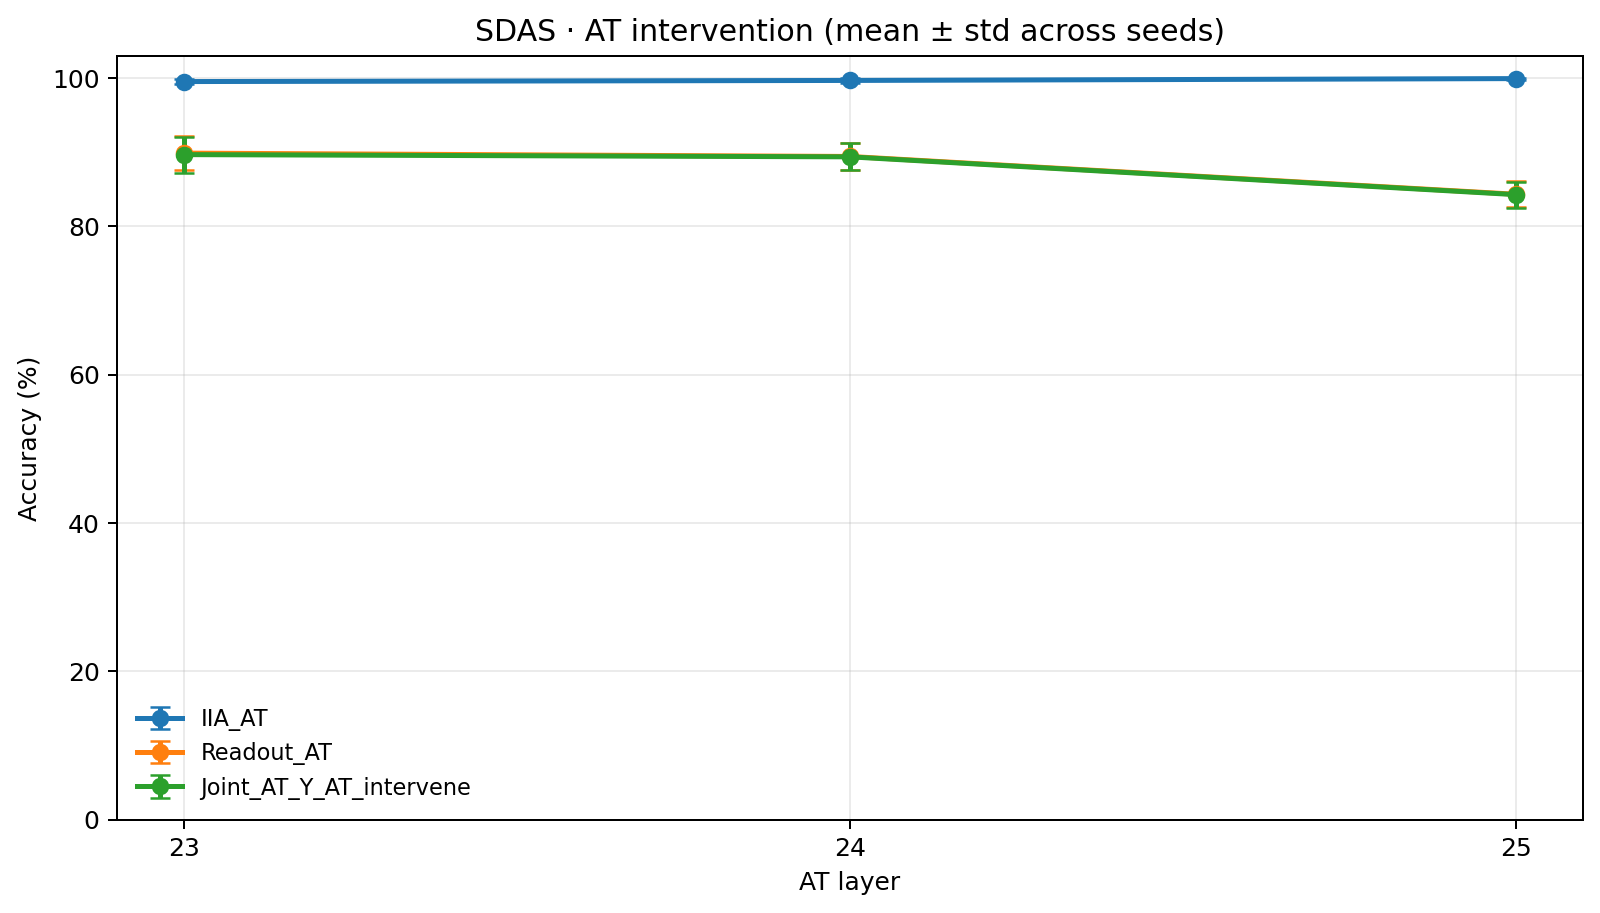 SDAS · AT intervention (mean ± std across seeds)
100
80
60
40
20
0
Accuracy (%)
IIA_AT
Readout_AT
Joint_AT_Y_AT_intervene
23
24
25
AT layer